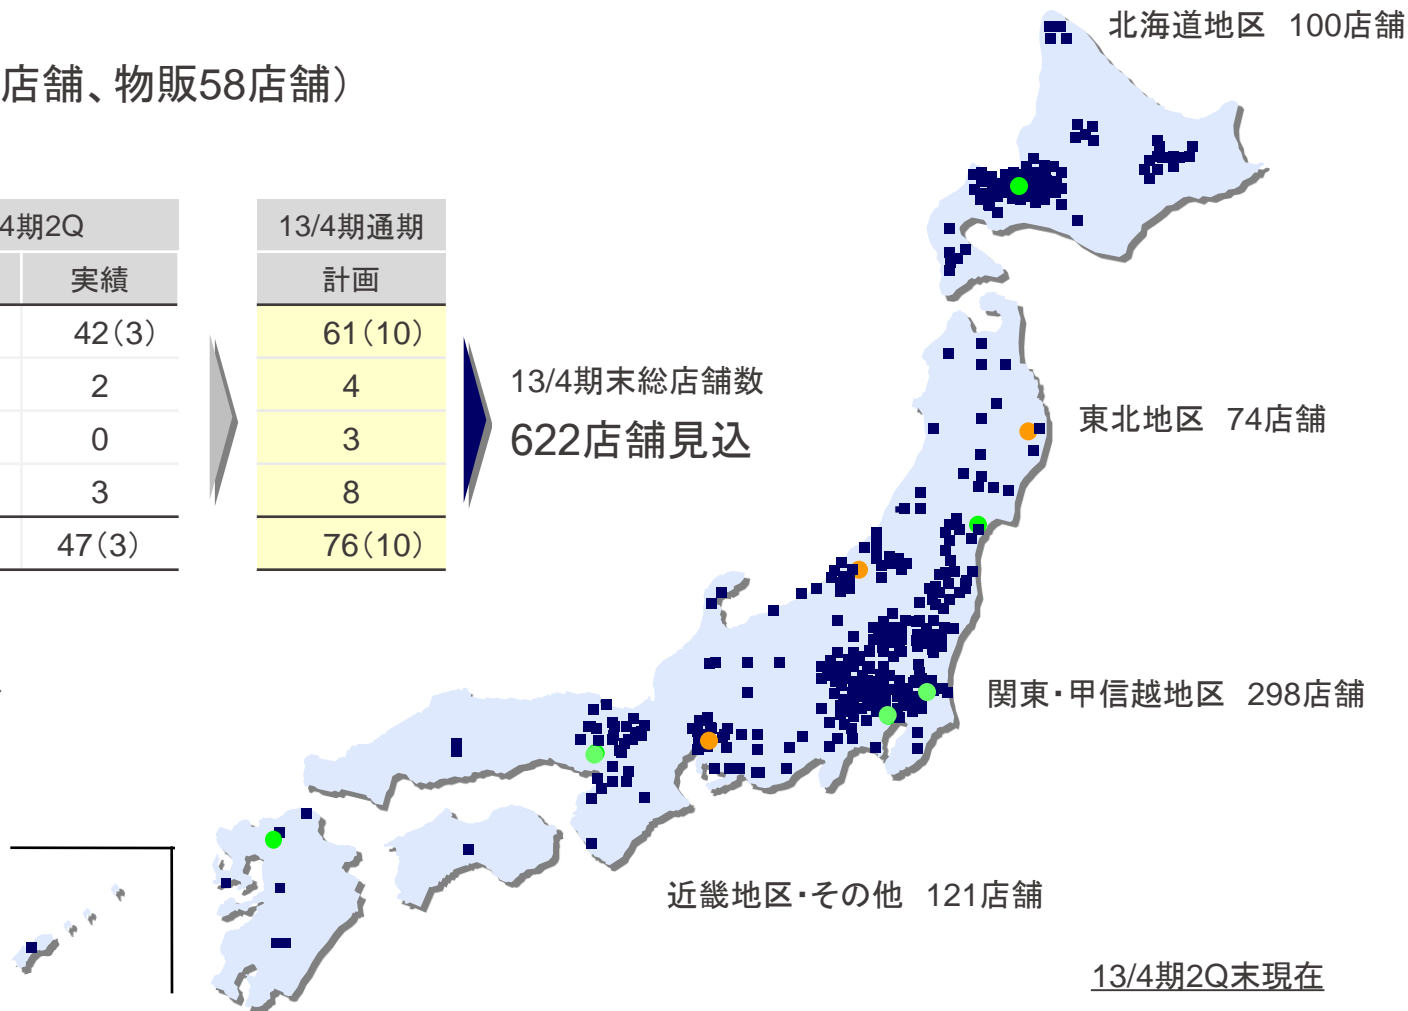 北海道地区 100店舗
店舗、物販58店舗）
4期2Q
実績
42（3）
2
0
3
47（3）
13/4期通期
計画
61（10）
4
3
8
76（10）
13/4期末総店舗数
622店舗見込
東北地区 74店舗
関東・甲信越地区 298店舗
近畿地区・その他 121店舗
13/4期2Q末現在